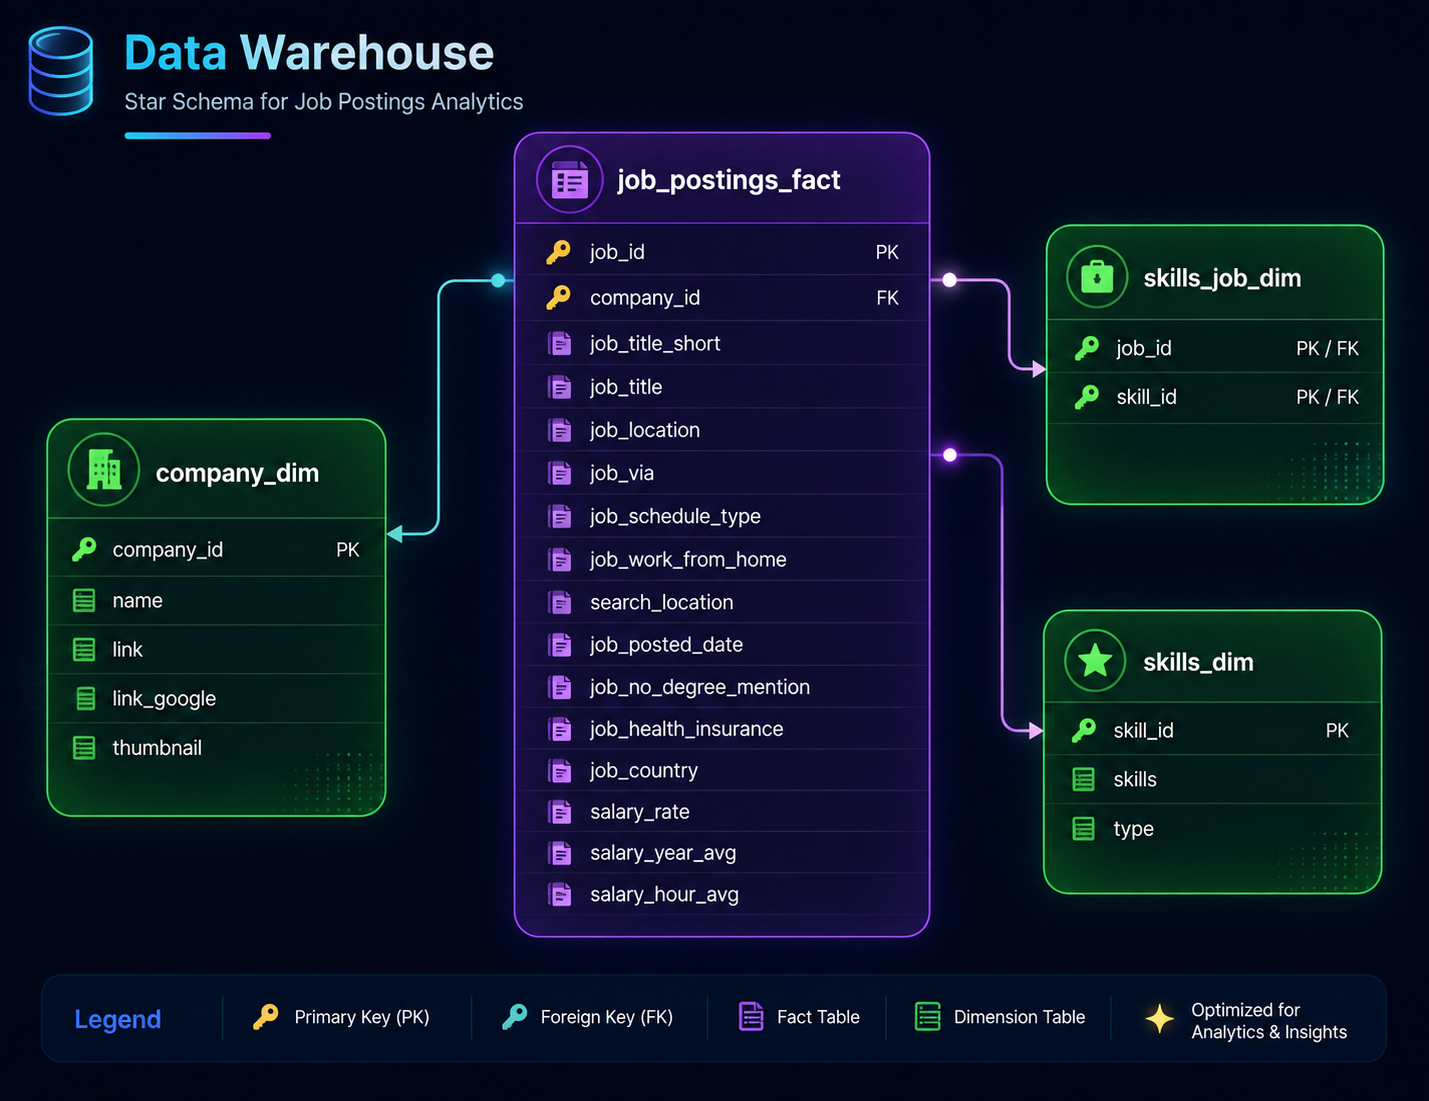 Data Warehouse
Star Schema for Job Postings Analytics
job_postings_fact
job_id PK
company_id FK
job_title_short
job_title
job_location
job_via
job_schedule_type
job_work_from_home
search_location
job_posted_date
job_no_degree_mention
job_health_insurance
job_country
salary_rate
salary_year_avg
salary_hour_avg
company_dim
company_id PK
name
link
link_google
thumbnail
skills_job_dim
job_id PK / FK
skill_id PK / FK
skills_dim
skill_id PK
skills
type
Legend
Primary Key (PK)
Foreign Key (FK)
Fact Table
Dimension Table
Optimized for
Analytics & Insights